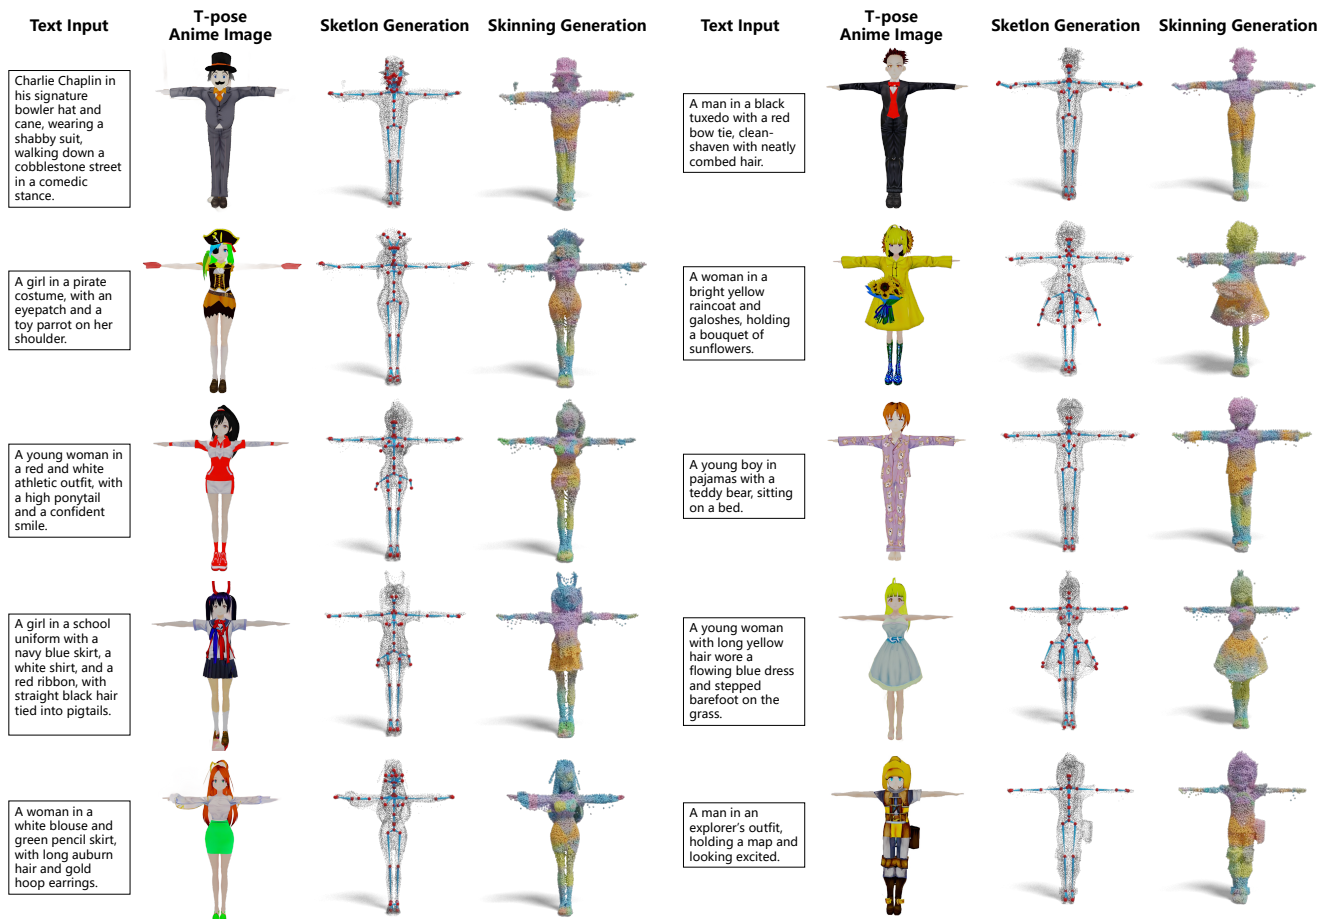 Text Input
T-pose
Anime Image
Sketlon Generation
Skinning Generation
Text Input
T-pose
Anime Image
Sketlon Generation
Skinning Generation
Charlie Chaplin in
his signature
bowler hat and
cane, wearing a
shabby suit,
walking down a
cobblestone street
in a comedic
stance.
A man in a black
tuxedo with a red
bow tie, clean-
shaven with neatly
combed hair.
A girl in a pirate
costume, with an
eyepatch and a
toy parrot on her
shoulder.
A woman in a
bright yellow
raincoat and
galoshes, holding
a bouquet of
sunflowers.
A young woman in
a red and white
athletic outfit, with
a high ponytail
and a confident
smile.
A young boy in
pajamas with a
teddy bear, sitting
on a bed.
A girl in a school
uniform with a
navy blue skirt, a
white shirt, and a
red ribbon, with
straight black hair
tied into pigtails.
A young woman
with long yellow
hair wore a
flowing blue dress
and stepped
barefoot on the
grass.
A woman in a
white blouse and
green pencil skirt,
with long auburn
hair and gold
hoop earrings.
A man in an
explorer's outfit,
holding a map and
looking excited.